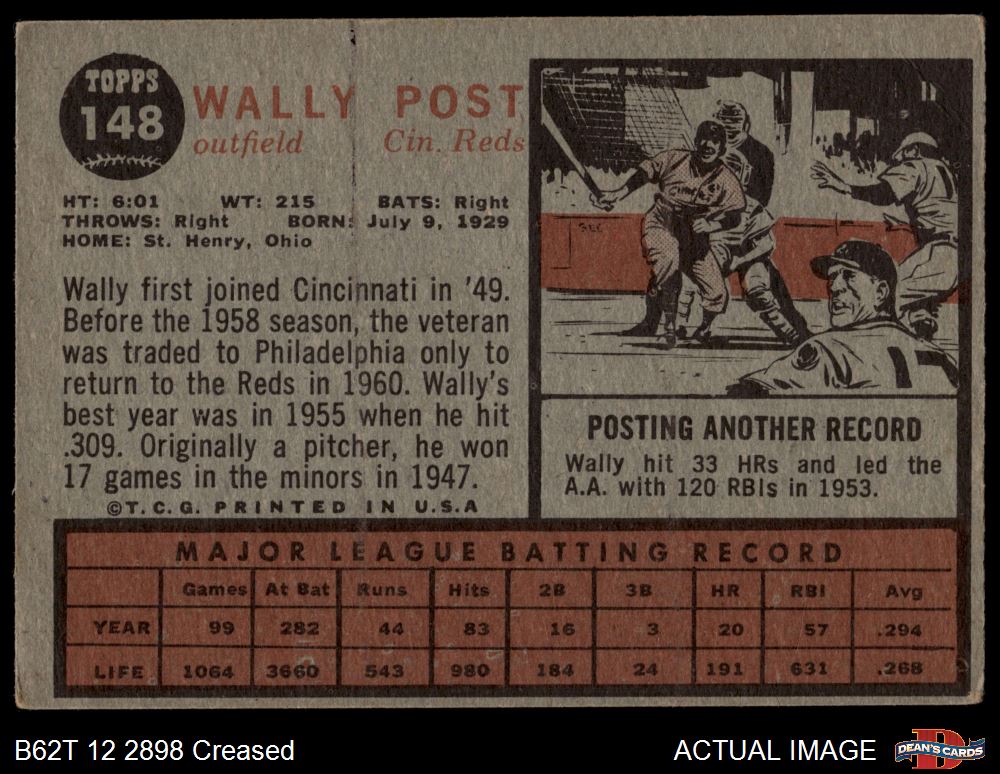 TOPPS
148
WALLY POST
outfield Cin. Reds
HT: 6:01 WT: 215 BATS: Right
THROWS: Right BORN: July 9, 1929
HOME: St. Henry, Ohio
Wally first joined Cincinnati in '49.
Before the 1958 season, the veteran
was traded to Philadelphia only to
return to the Reds in 1960. Wally's
best year was in 1955 when he hit
.309. Originally a pitcher, he won
17 games in the minors in 1947.
©T.C.G. PRINTED IN U.S.A
POSTING ANOTHER RECORD
Wally hit 33 HRs and led the
A.A. with 120 RBIs in 1953.
MAJOR LEAGUE BATTING RECORD
Games At Bat Runs Hits 2B 3B HR RBI Avg
YEAR 99 282 44 83 16 3 20 57 .294
LIFE 1064 3660 543 980 184 24 191 631 .268
B62T 12 2898 Creased
ACTUAL IMAGE
DEAN'S CARDS